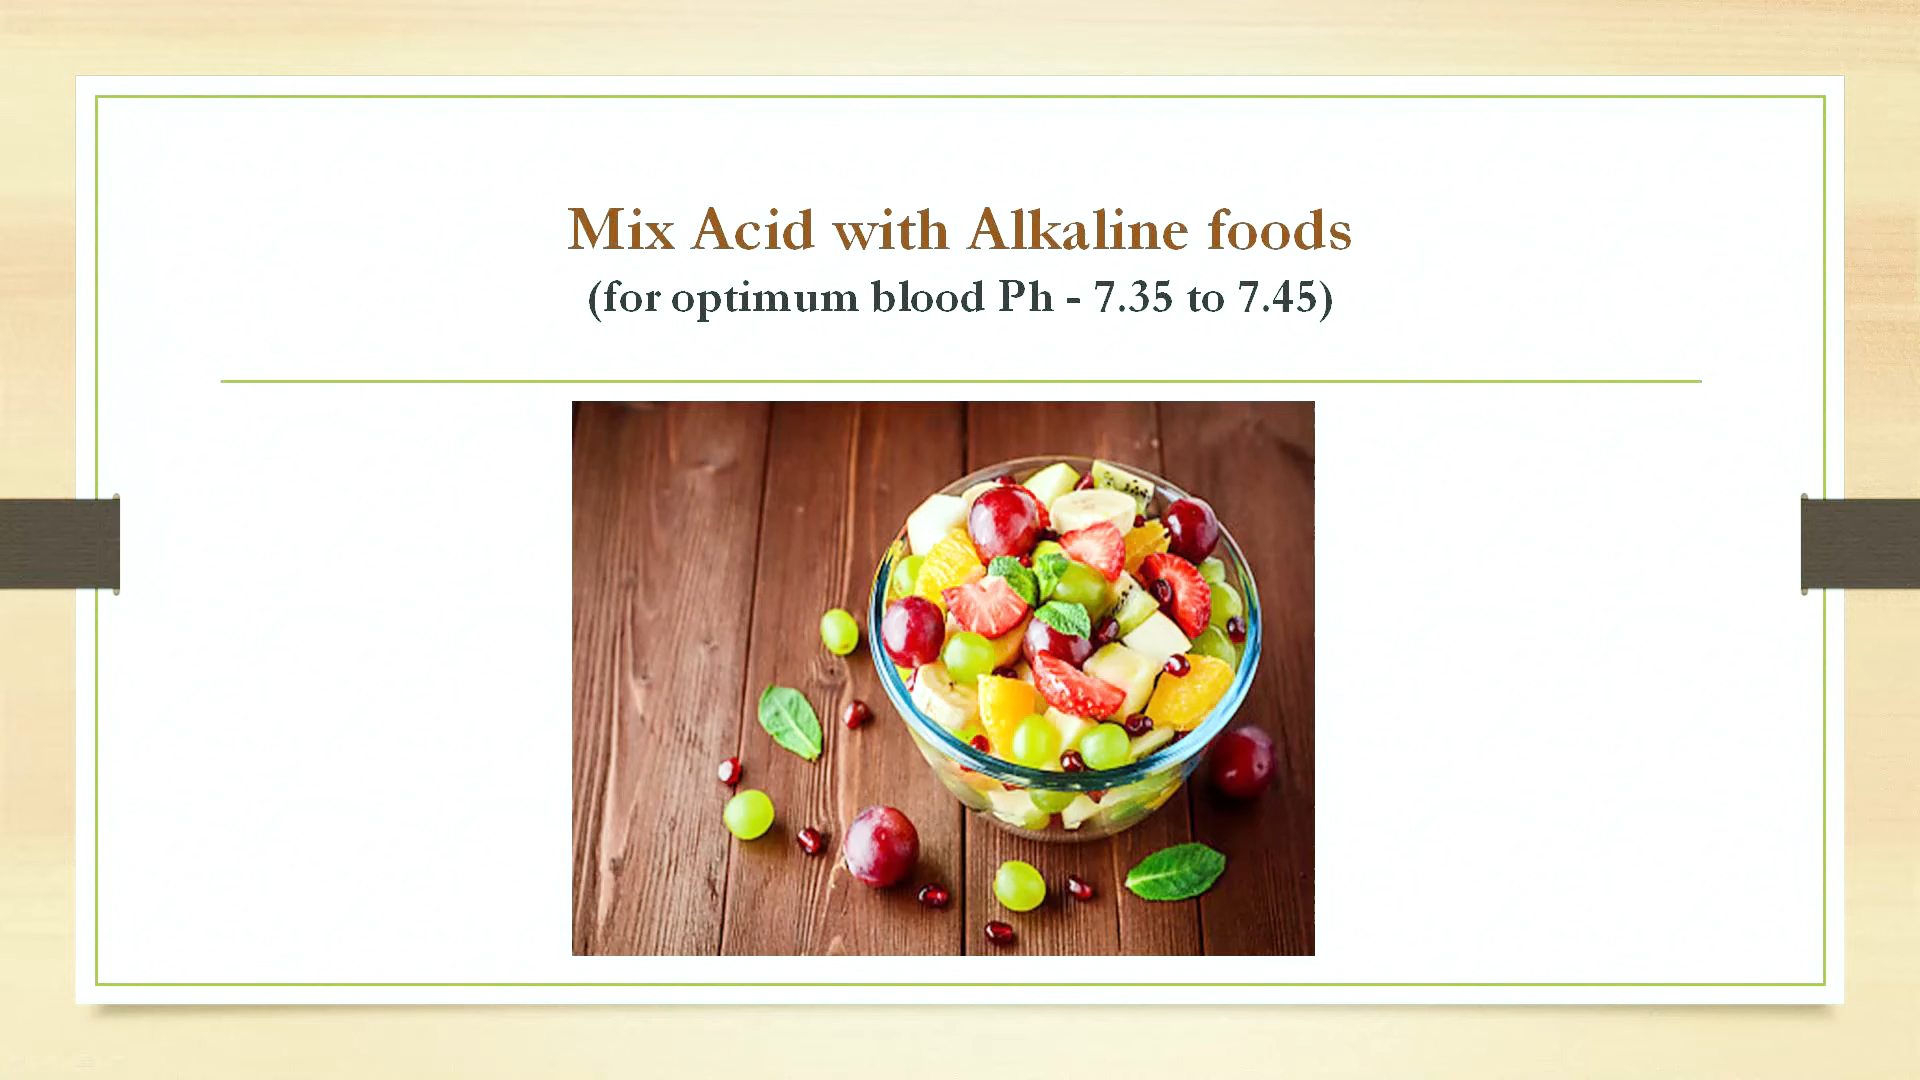 Mix Acid with Alkaline foods
(for optimum blood Ph - 7.35 to 7.45)